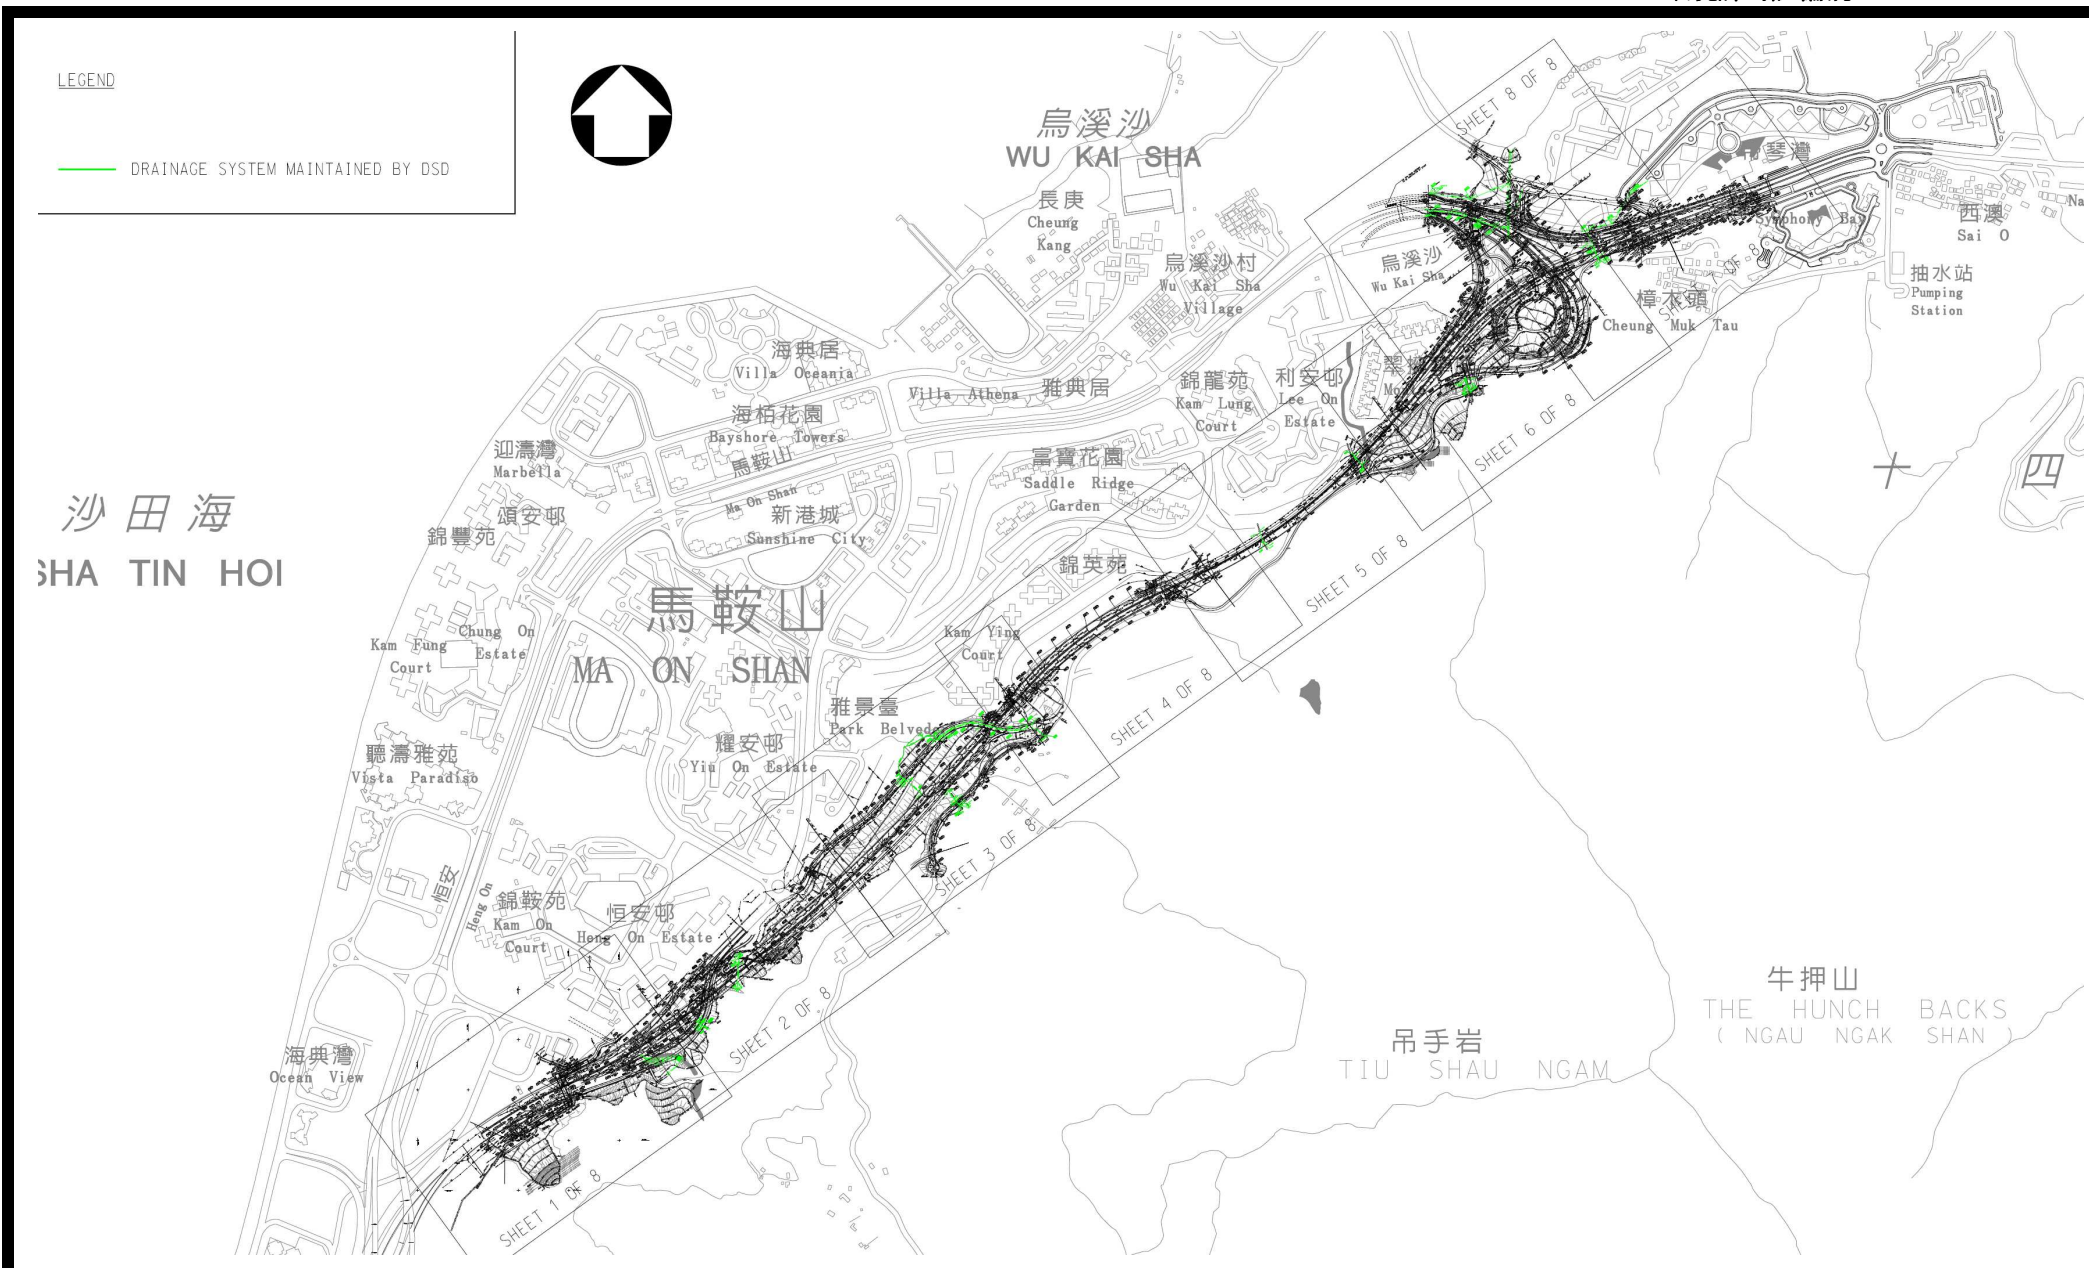 LEGEND
DRAINAGE SYSTEM MAINTAINED BY DSD
烏溪沙
WU KAI SHA
長庚
Cheung
Kang
烏溪沙村
Wu Kai Sha
Village
烏溪沙
Wu Kai Sha
SHEET 8 OF 8
Symphony Bay
西澳
Sai O
Na
抽水站
Pumping
Station
樟木頭
Cheung Muk Tau
OF 8
海典居
Villa Oceania
Villa Athena 雅典居
錦龍苑
Kam Lung
Court
利安邨
Lee On
Estate
海柏花園
Bayshore Towers
馬鞍山
Ma On Shan
迎濤灣
Marbella
頌安邨
錦豐苑
新港城
Sunshine City
富寶花園
Saddle Ridge
Garden
SHEET 6 OF 8
十 四
沙田海
SHA TIN HOI
錦英苑
SHEET 5 OF 8
馬鞍山
MA ON SHAN
Chung On
Estate
Kam Fung
Court
Kam Ying
Court
SHEET 4 OF 8
雅景臺
Park Belvedere
耀安邨
Yiu On Estate
聽濤雅苑
Vista Paradiso
SHEET 3 OF 8
恒安
Heng On
錦鞍苑
Kam On
Court
恒安邨
Heng On Estate
SHEET 2 OF 8
牛押山
THE HUNCH BACKS
( NGAU NGAK SHAN )
吊手岩
TIU SHAU NGAM
海典灣
Ocean View
SHEET 1 OF 8